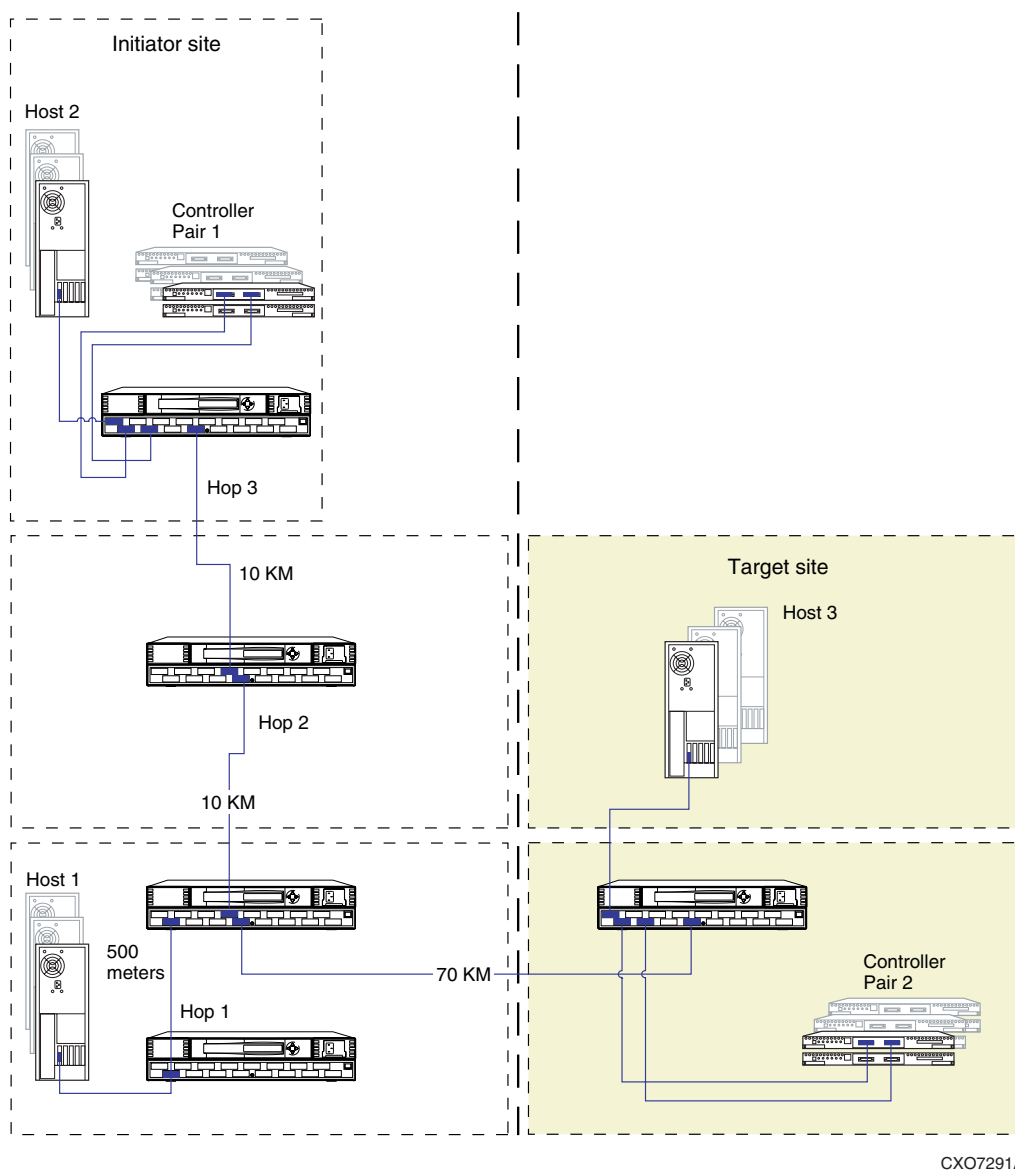 Initiator site
Host 2
Controller
Pair 1
Hop 3
10 KM
Target site
Host 3
Hop 2
10 KM
Host 1
500
meters
70 KM
Controller
Pair 2
Hop 1
CXO7291